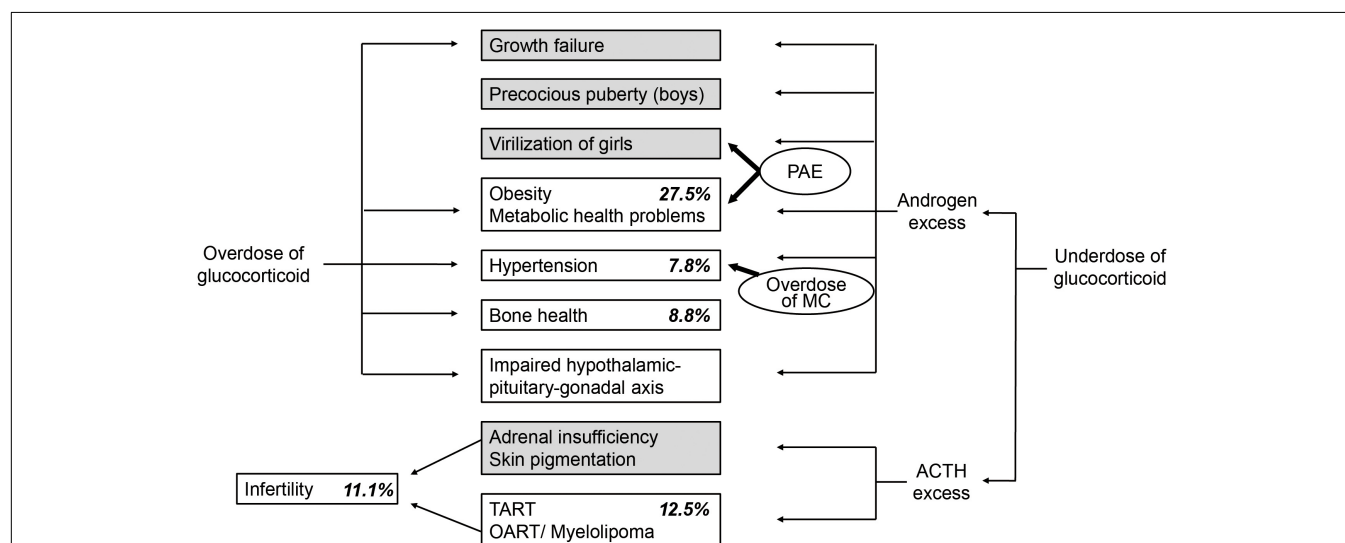 Growth failure
Precocious puberty (boys)
Virilization of girls
PAE
Obesity 27.5%
Metabolic health problems
Androgen
excess
Overdose of
glucocorticoid
Hypertension 7.8%
Overdose
of MC
Underdose of
glucocorticoid
Bone health 8.8%
Impaired hypothalamic-
pituitary-gonadal axis
Adrenal insufficiency
Skin pigmentation
Infertility 11.1%
ACTH
excess
TART 12.5%
OART/ Myelolipoma